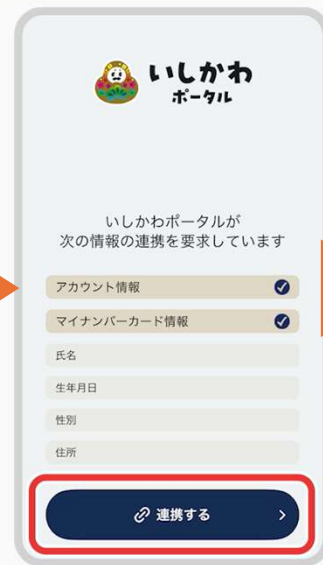 いしかわ
ポータル
いしかわポータルが
次の情報の連携を要求しています
アカウント情報
マイナンバーカード情報
氏名
生年月日
性別
住所
連携する